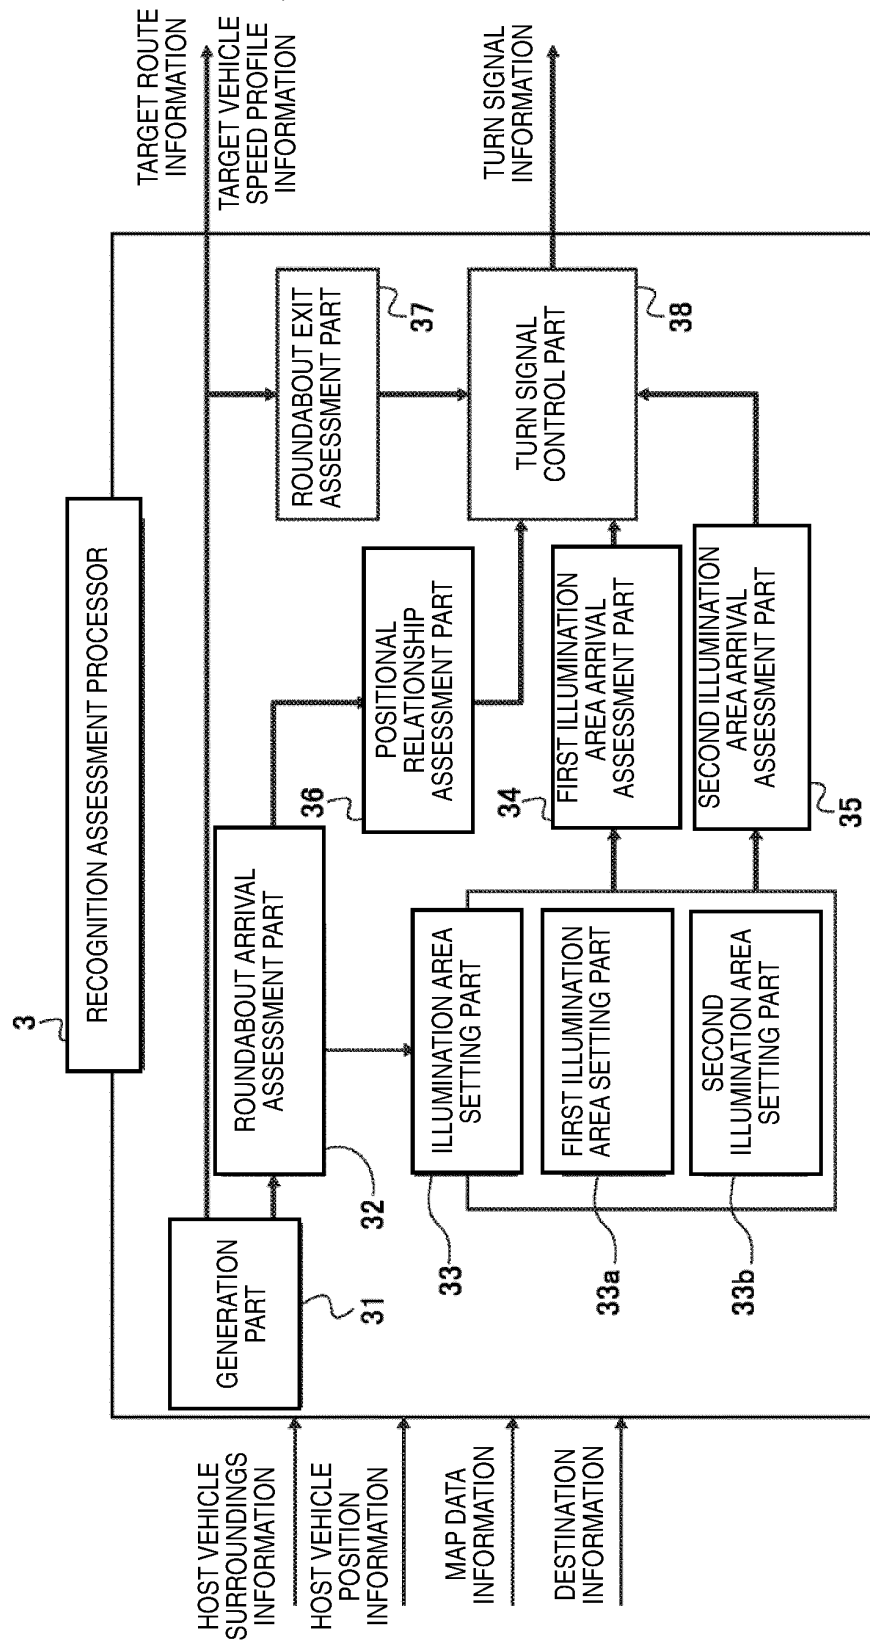 3
RECOGNITION ASSESSMENT PROCESSOR
HOST VEHICLE
SURROUNDINGS
INFORMATION
HOST VEHICLE
POSITION
INFORMATION
MAP DATA
INFORMATION
DESTINATION
INFORMATION
GENERATION
PART
31
ROUNDABOUT ARRIVAL
ASSESSMENT PART
32
ILLUMINATION AREA
SETTING PART
33
FIRST ILLUMINATION
AREA SETTING PART
33a
SECOND
ILLUMINATION AREA
SETTING PART
33b
POSITIONAL
RELATIONSHIP
ASSESSMENT PART
36
FIRST ILLUMINATION
AREA ARRIVAL
ASSESSMENT PART
34
SECOND ILLUMINATION
AREA ARRIVAL
ASSESSMENT PART
35
ROUNDABOUT EXIT
ASSESSMENT PART
37
TURN SIGNAL
CONTROL PART
38
TARGET ROUTE
INFORMATION
TARGET VEHICLE
SPEED PROFILE
INFORMATION
TURN SIGNAL
INFORMATION